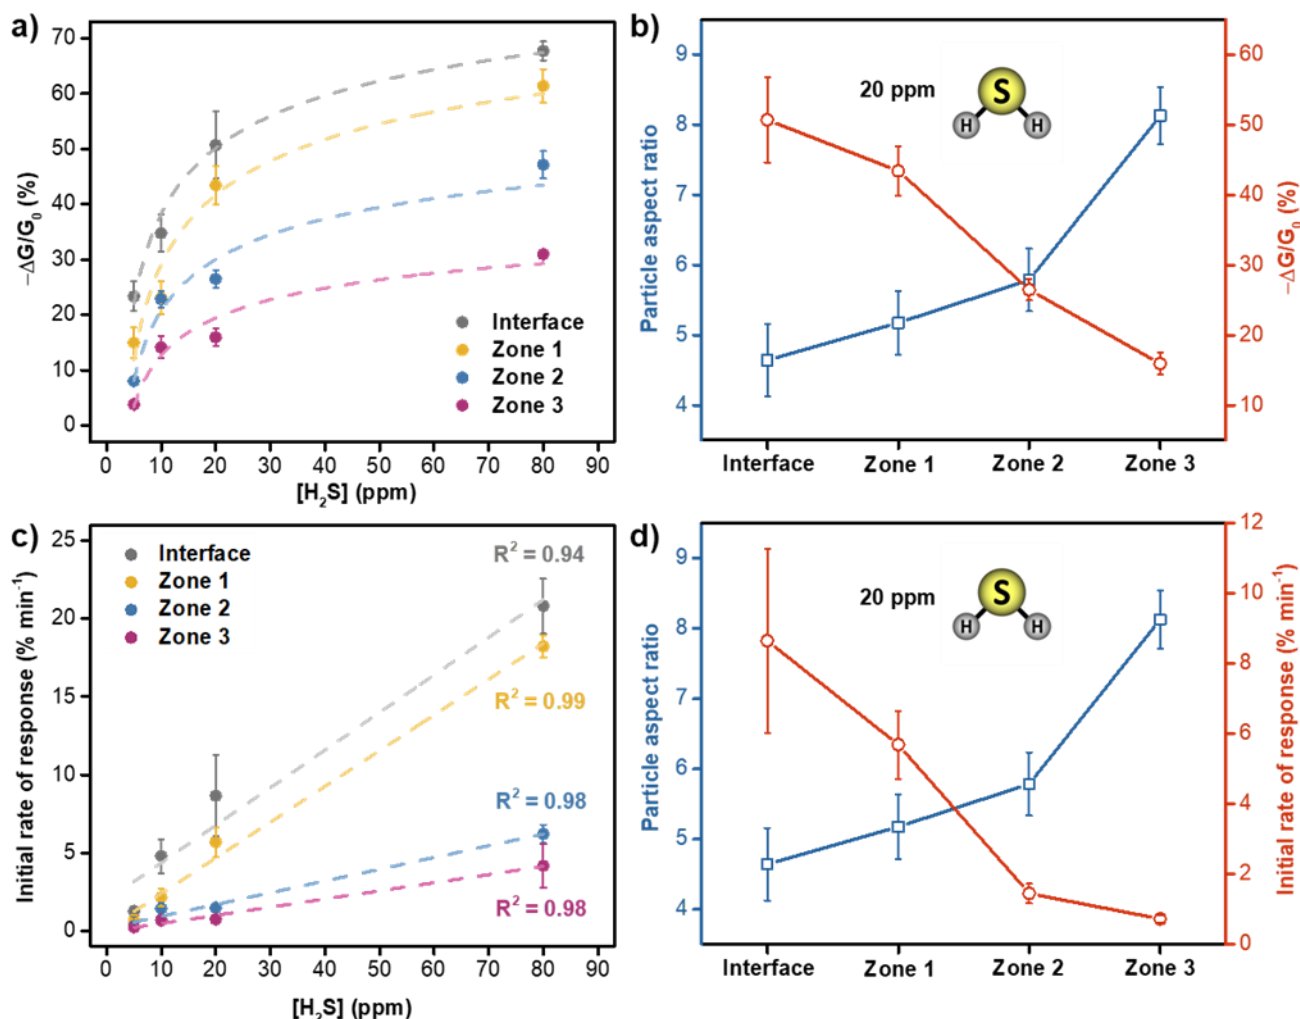 a)
70
60
50
40
30
20
10
0
−ΔG/G₀ (%)
Interface
Zone 1
Zone 2
Zone 3
0 10 20 30 40 50 60 70 80 90
[H₂S] (ppm)
b)
9
8
7
6
5
4
Particle aspect ratio
20 ppm
S
H H
60
50
40
30
20
10
−ΔG/G₀ (%)
Interface Zone 1 Zone 2 Zone 3
c)
25
20
15
10
5
0
Initial rate of response (% min⁻¹)
Interface
Zone 1
Zone 2
Zone 3
R² = 0.94
R² = 0.99
R² = 0.98
R² = 0.98
0 10 20 30 40 50 60 70 80 90
[H₂S] (ppm)
d)
9
8
7
6
5
4
Particle aspect ratio
20 ppm
S
H H
12
10
8
6
4
2
0
Initial rate of response (% min⁻¹)
Interface Zone 1 Zone 2 Zone 3